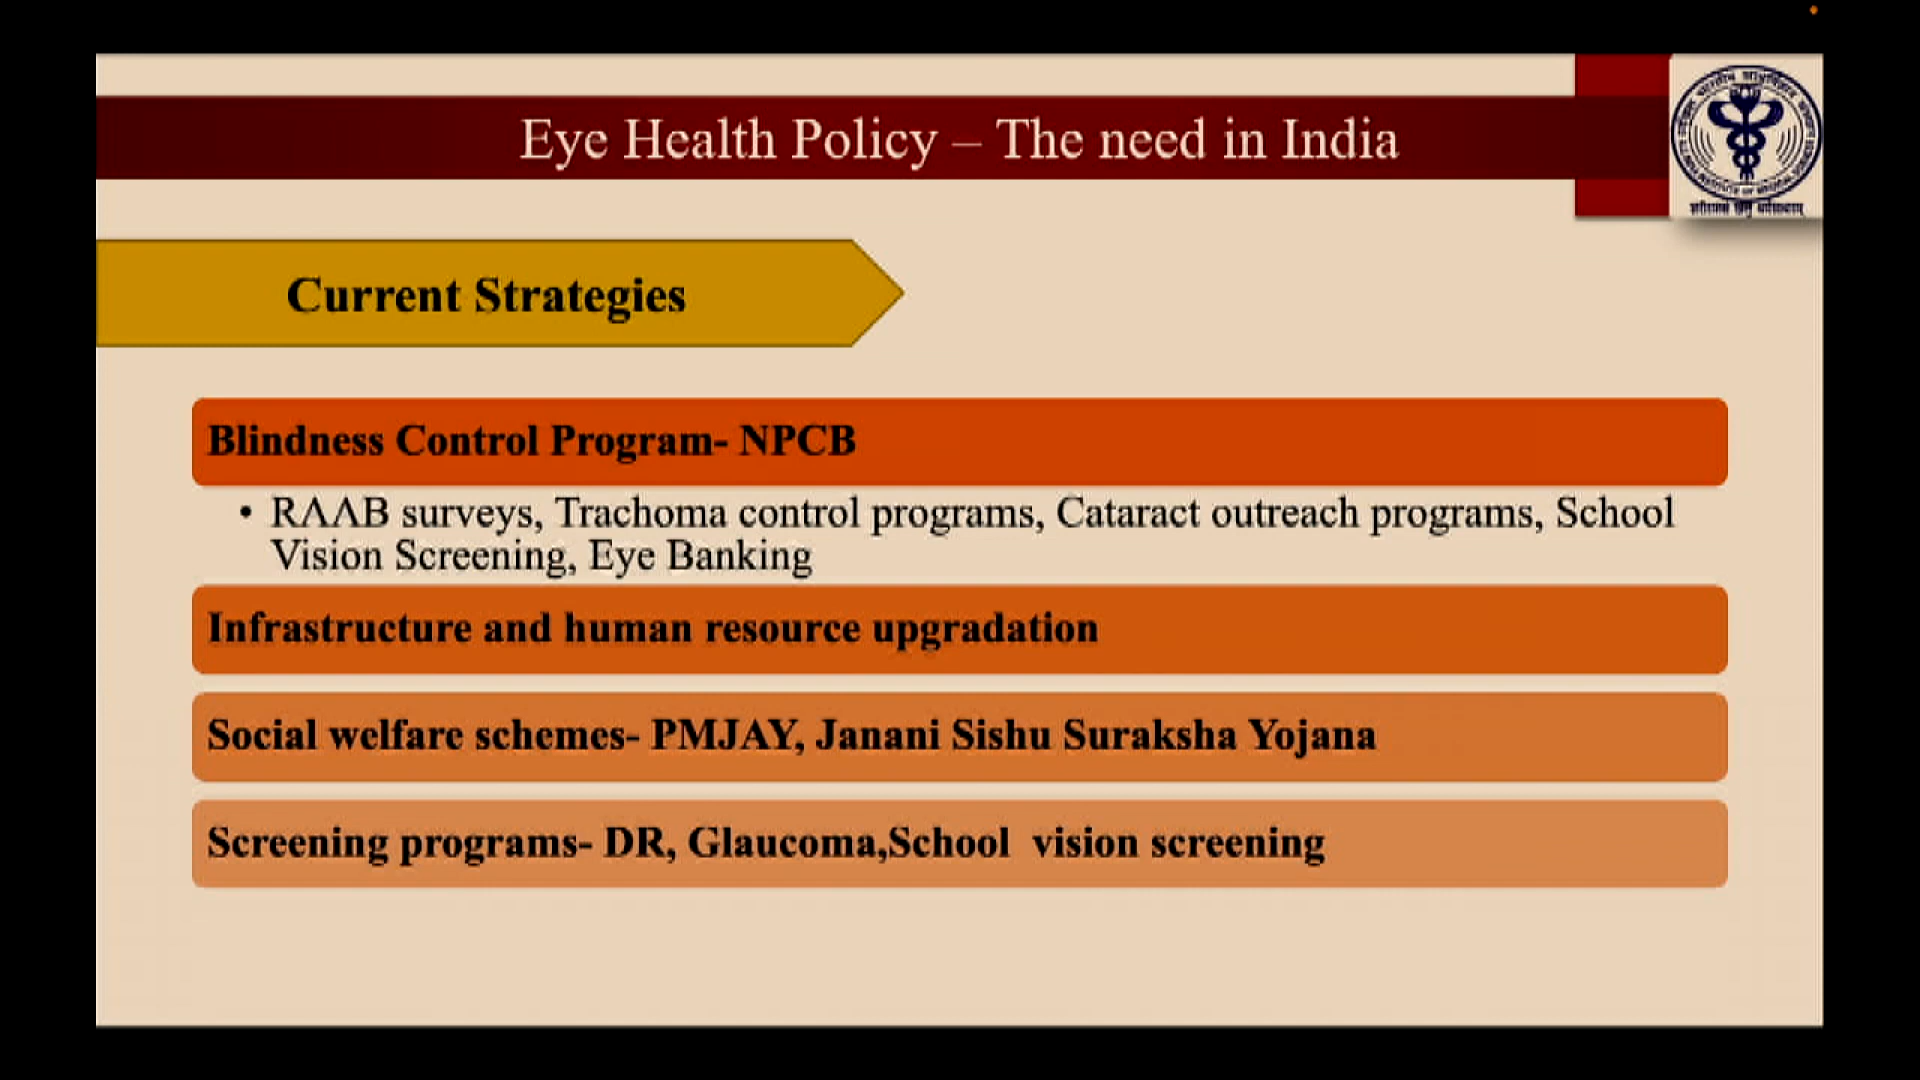 Eye Health Policy – The need in India
Current Strategies
Blindness Control Program- NPCB
• RAAB surveys, Trachoma control programs, Cataract outreach programs, School
Vision Screening, Eye Banking
Infrastructure and human resource upgradation
Social welfare schemes- PMJAY, Janani Sishu Suraksha Yojana
Screening programs- DR, Glaucoma,School  vision screening